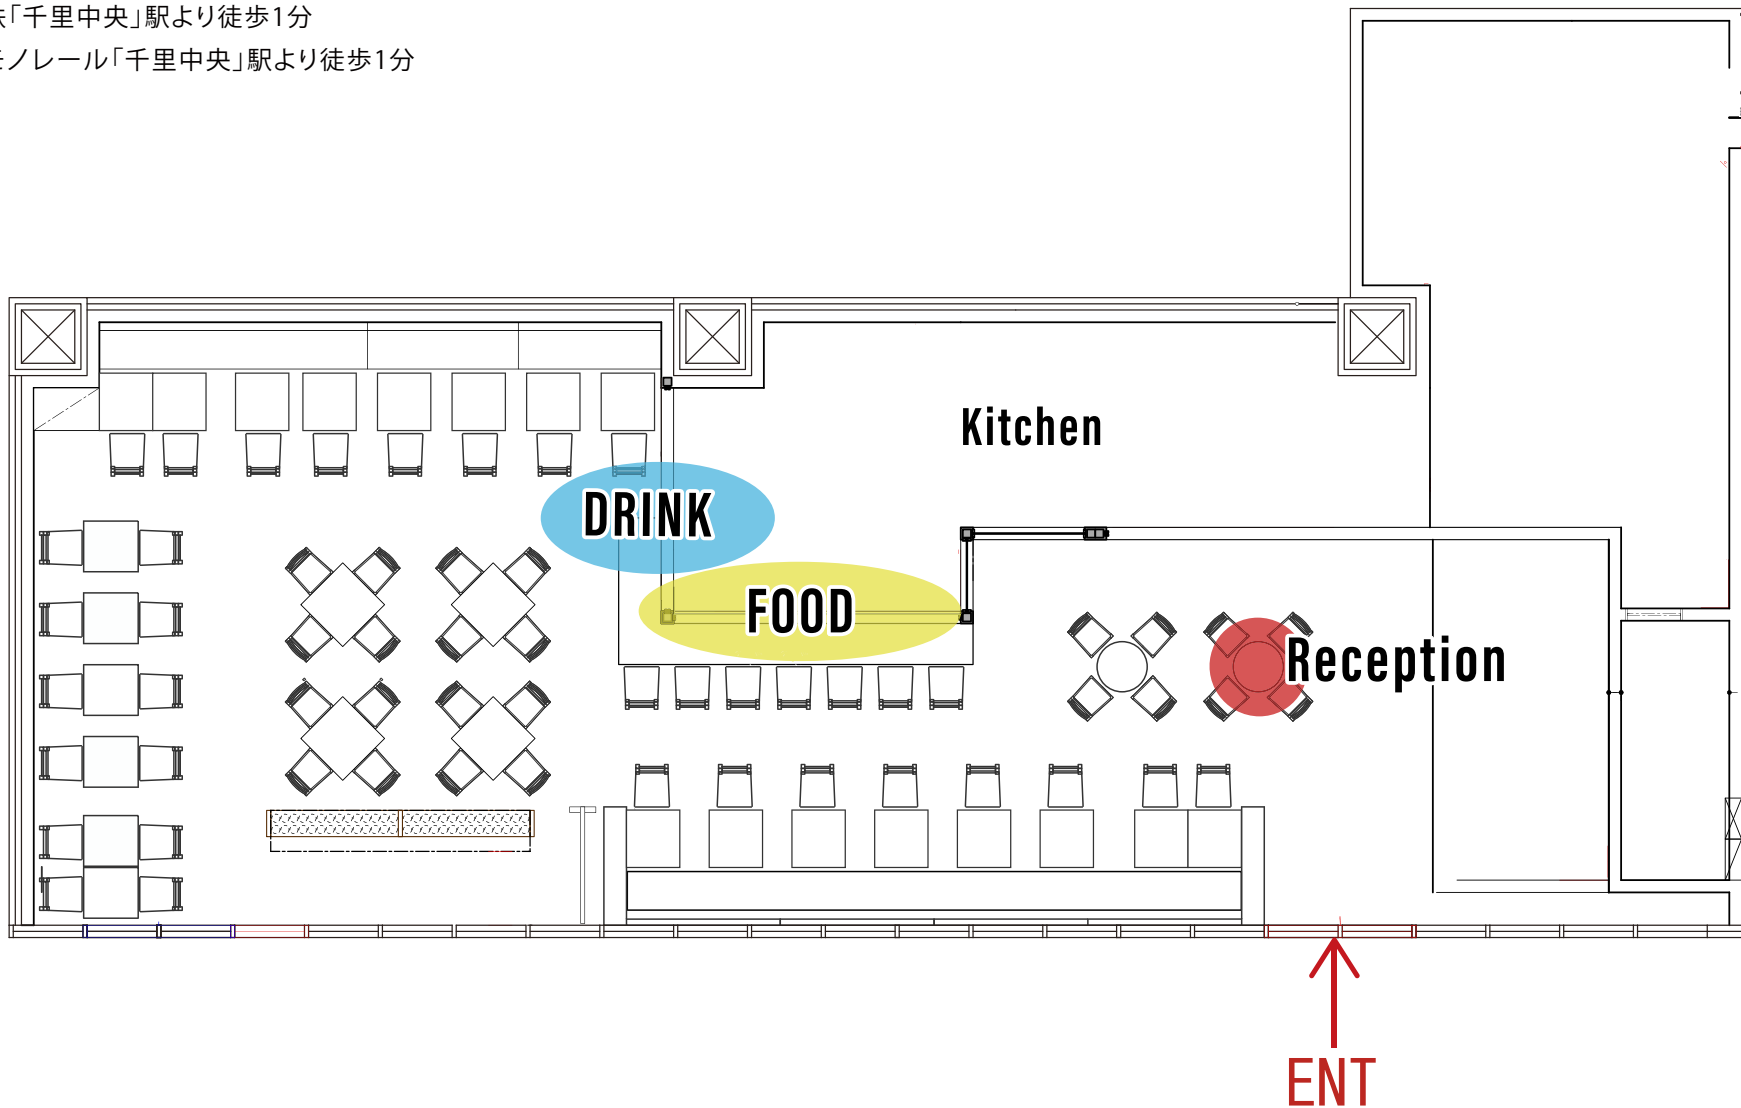 「千里中央」駅より徒歩1分
モノレール「千里中央」駅より徒歩1分
Kitchen
DRINK
FOOD
Reception
ENT